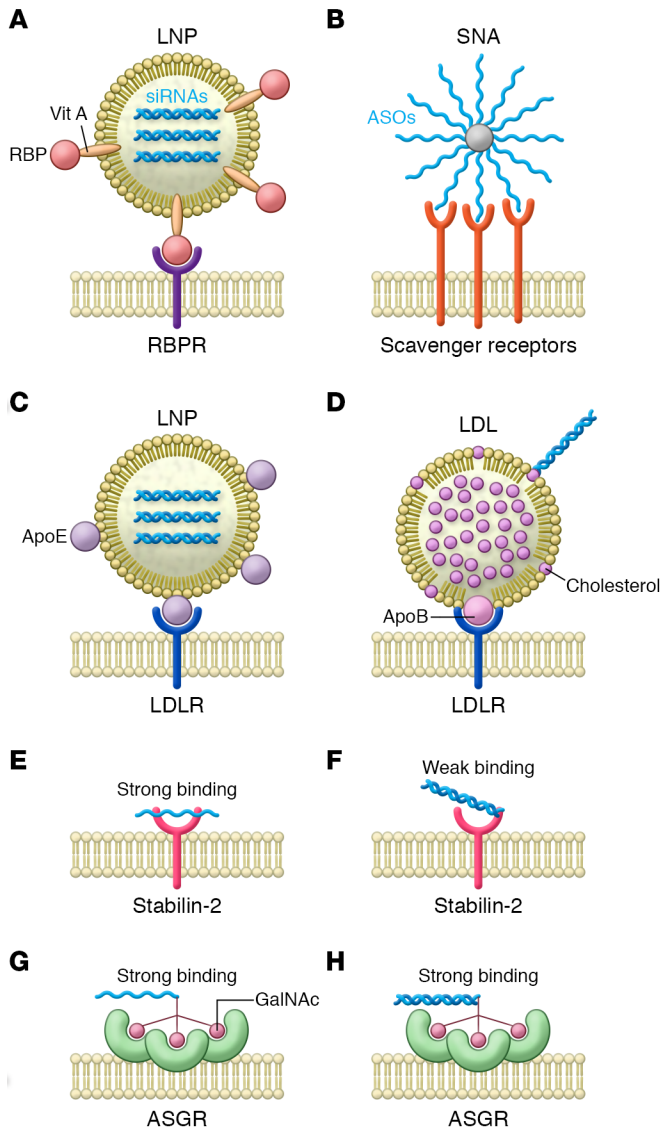 A
LNP
siRNAs
Vit A
RBP
RBPR
B
SNA
ASOs
Scavenger receptors
C
LNP
ApoE
LDLR
D
LDL
Cholesterol
ApoB
LDLR
E
Strong binding
Stabilin-2
F
Weak binding
Stabilin-2
G
Strong binding
GalNAc
ASGR
H
Strong binding
ASGR